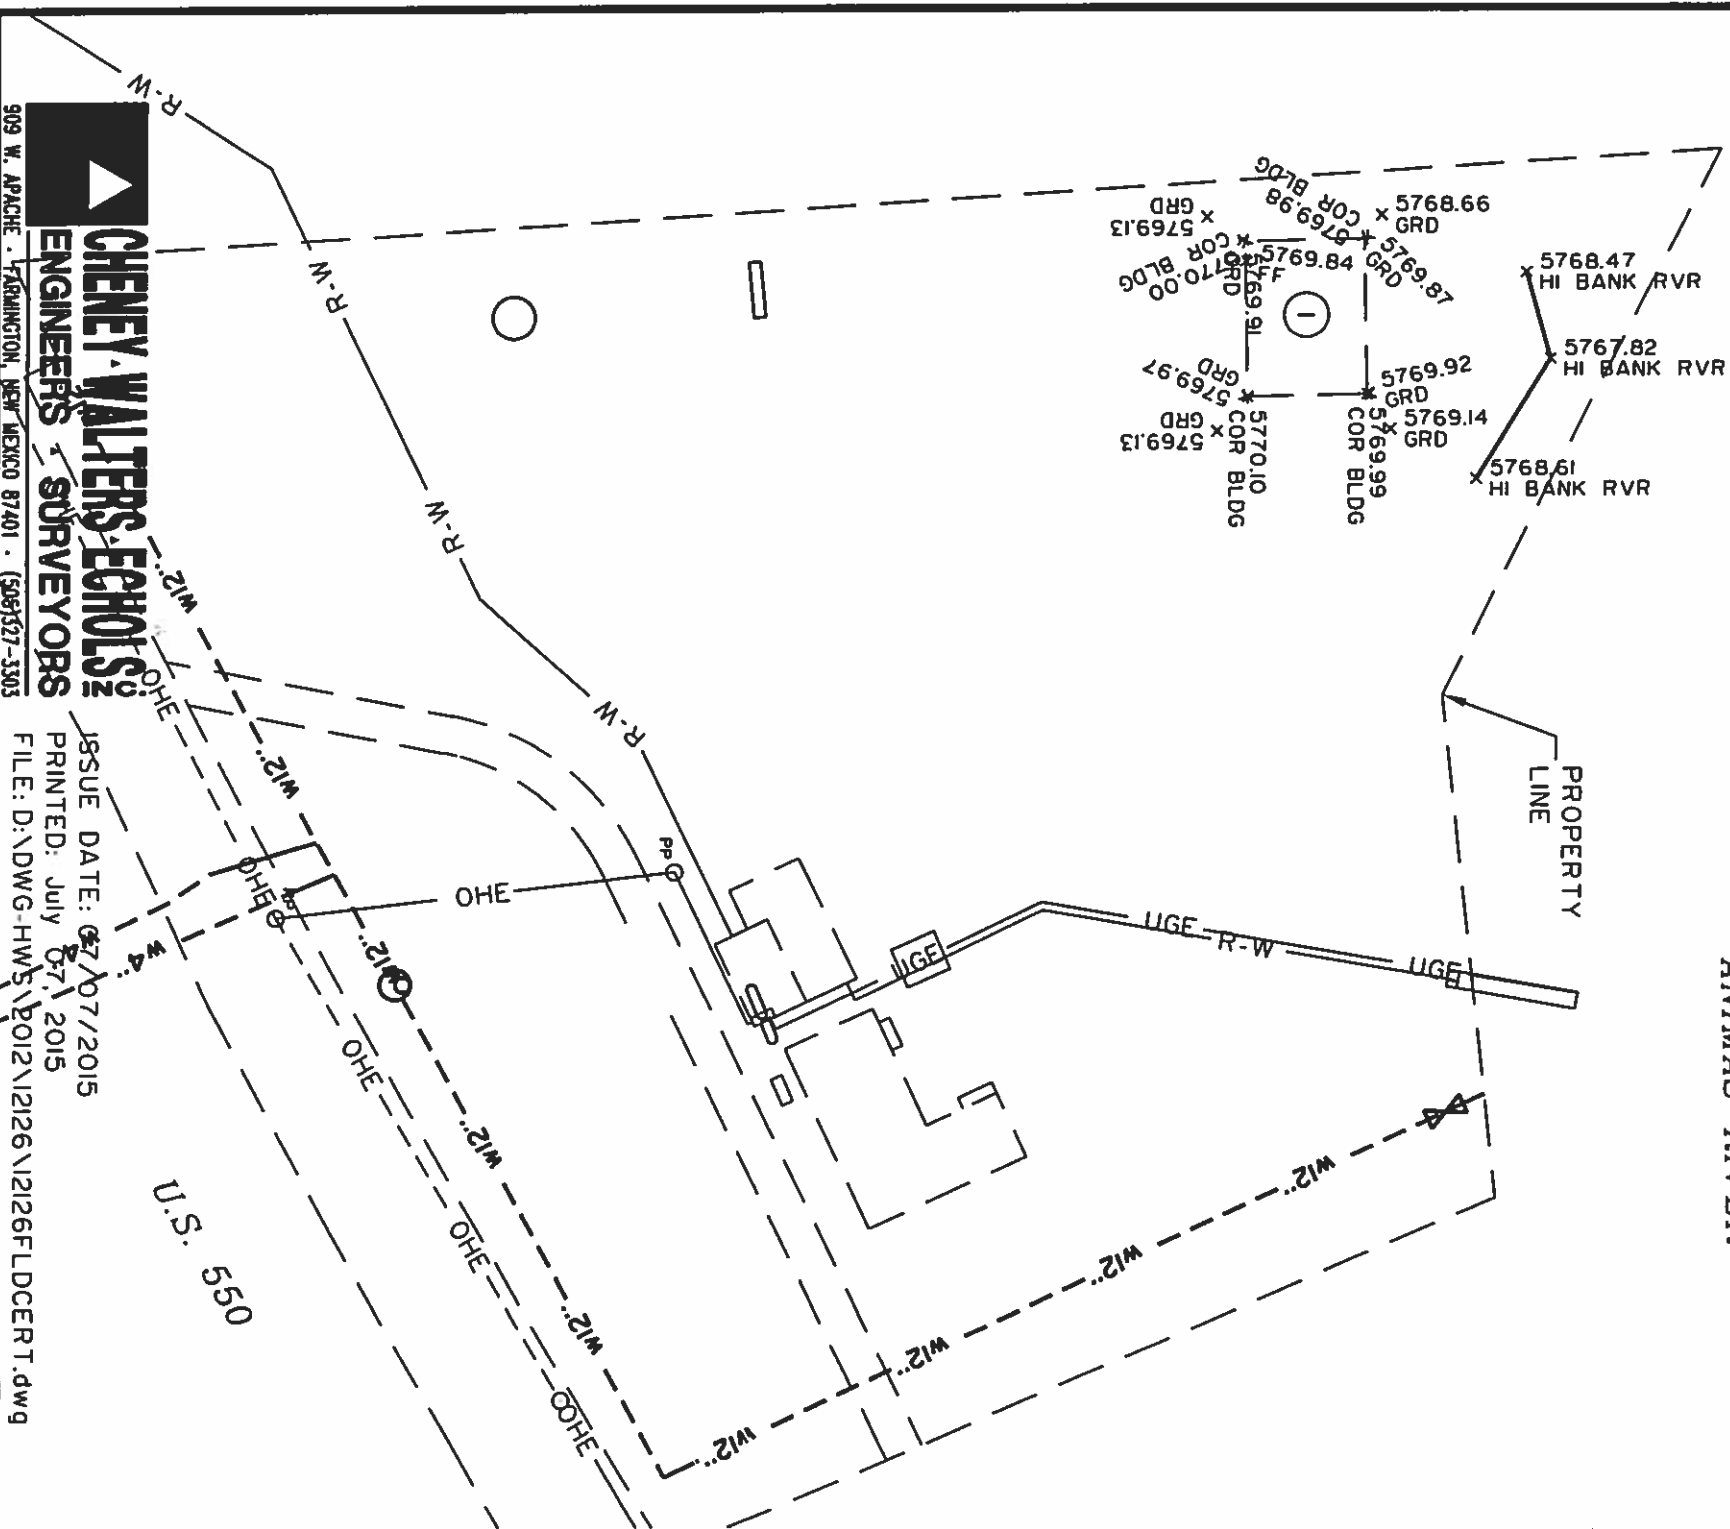 R-W
R-W
R-W
R-W
5769.98
COR BLDG
5768.66
GRD
5769.13
GRD
5770.00
COR BLDG
5769.84
FF
5769.87
GRD
5769.91
GRD
1
5769.97
GRD
5769.92
GRD
5769.13
GRD
5769.14
GRD
5770.10
COR BLDG
5769.99
COR BLDG
5768.47
HI BANK RVR
5767.82
HI BANK RVR
5768.61
HI BANK RVR
PROPERTY
LINE
PP
OHE
UGE
UGE
R-W
UGE
W12"
W12"
W12"
W12"
W12"
W12"
W12"
W12"
W12"
W4"
OHE
OHE
OHE
OHE
OHE
U.S. 550
CHENEY·WALTERS·ECHOLS INC.
ENGINEERS · SURVEYORS
909 W. APACHE · FARMINGTON, NEW MEXICO 87401 · (505)327-3303
ISSUE DATE: 07/07/2015
PRINTED: July 07, 2015
FILE: D:\DWG-HWS\2012\12126\12126FLDCERT.dwg